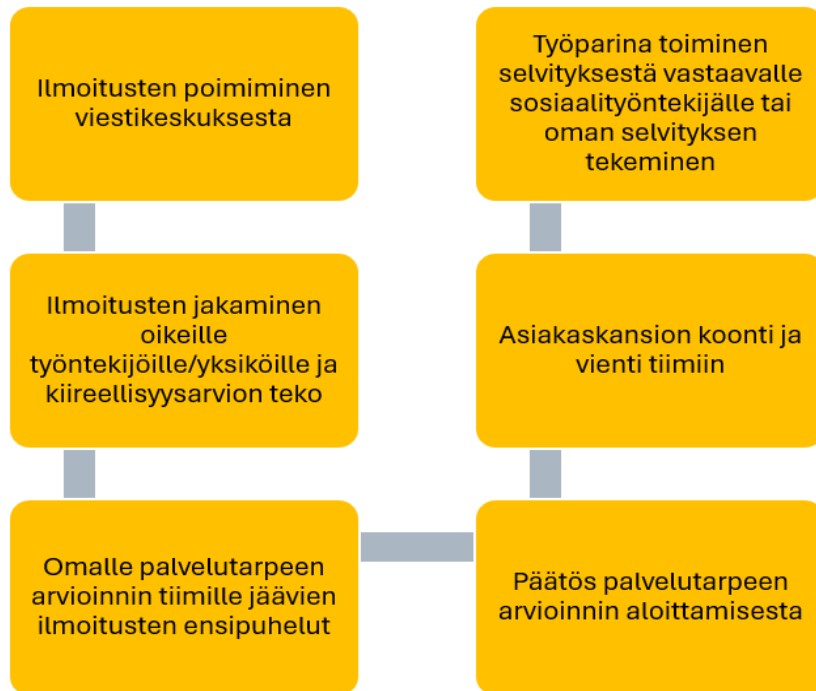 Ilmoitusten poimiminen
viestikeskuksesta
Ilmoitusten jakaminen
oikeille
työntekijöille/yksiköille ja
kiireellisyysarvion teko
Omalle palvelutarpeen
arvioinnin tiimille jäävien
ilmoitusten ensipuhelut
Päätös palvelutarpeen
arvioinnin aloittamisesta
Asiakaskansion koonti ja
vienti tiimiin
Työparina toiminen
selvityksestä vastaavalle
sosiaalityöntekijälle tai
oman selvityksen
tekeminen